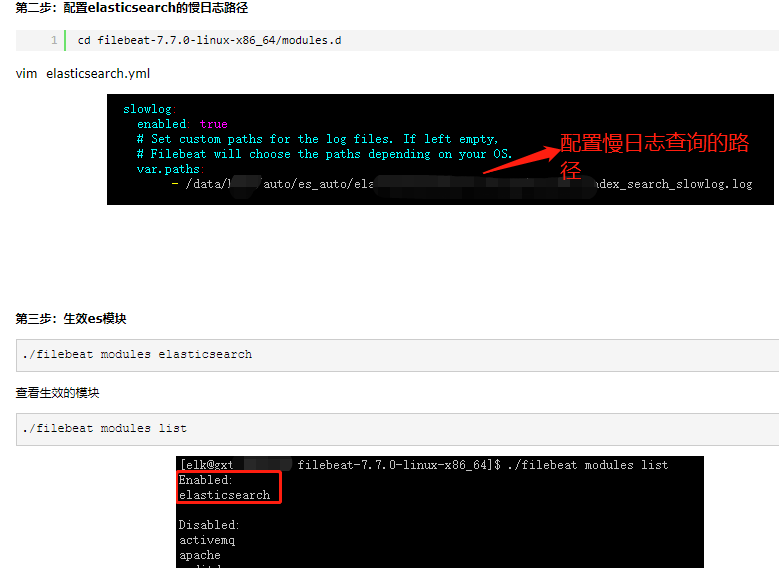 第二步：配置elasticsearch的慢日志路径
1 cd filebeat-7.7.0-linux-x86_64/modules.d
vim elasticsearch.yml
slowlog:
enabled: true
# Set custom paths for the log files. If left empty,
# Filebeat will choose the paths depending on your OS.
var.paths:
- /data/ /auto/es_auto/ela ndex_search_slowlog.log
配置慢日志查询的路
径
第三步：生效es模块
./filebeat modules elasticsearch
查看生效的模块
./filebeat modules list
[elk@gxt filebeat-7.7.0-linux-x86_64]$ ./filebeat modules list
Enabled:
elasticsearch
Disabled:
activemq
apache